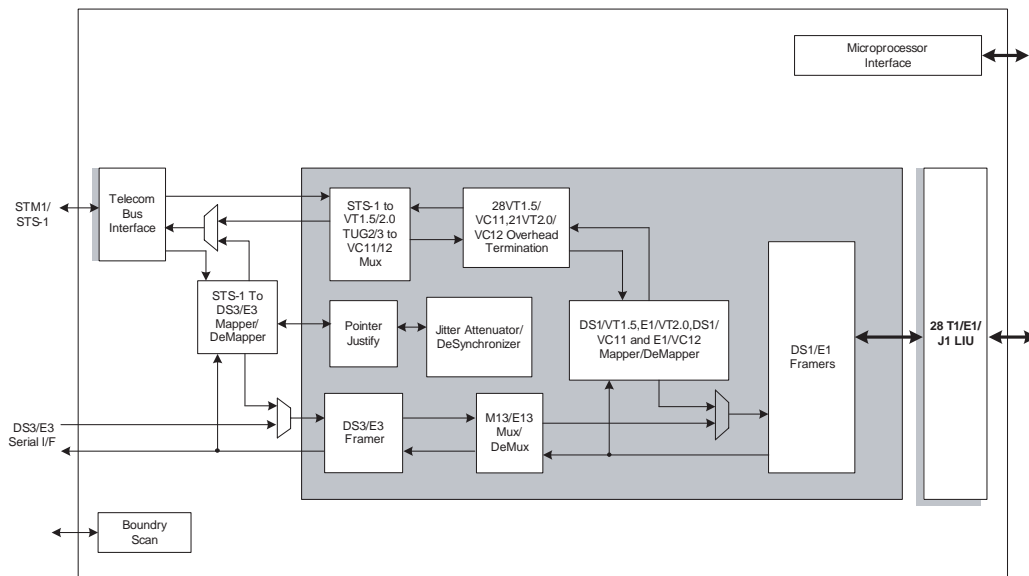 Microprocessor
Interface
STM1/
STS-1
Telecom
Bus
Interface
STS-1 to
VT1.5/2.0
TUG2/3 to
VC11/12
Mux
28VT1.5/
VC11,21VT2.0/
VC12 Overhead
Termination
STS-1 To
DS3/E3
Mapper/
DeMapper
Pointer
Justify
Jitter Attenuator/
DeSynchronizer
DS1/VT1.5,E1/VT2.0,DS1/
VC11 and E1/VC12
Mapper/DeMapper
DS1/E1
Framers
28 T1/E1/
J1 LIU
DS3/E3
Serial I/F
DS3/E3
Framer
M13/E13
Mux/
DeMux
Boundry
Scan